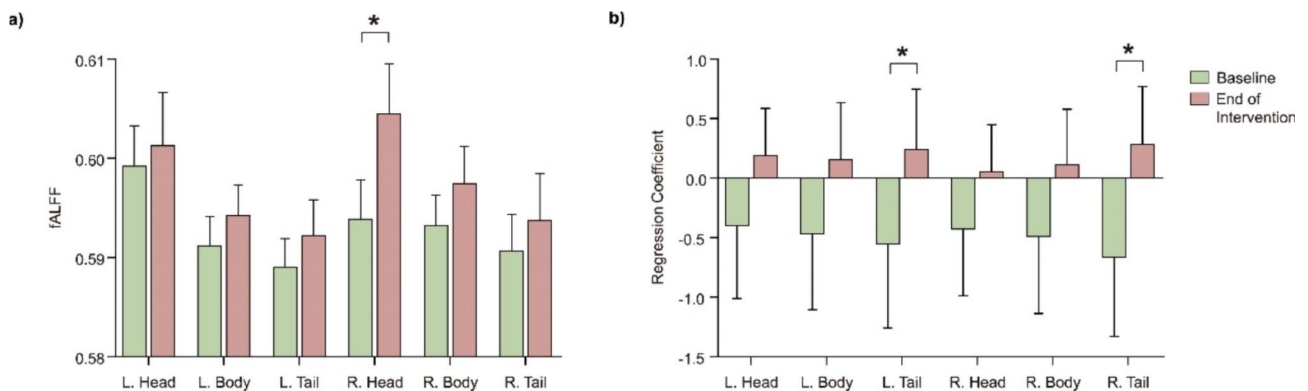 a)
*
0.61
0.60
0.59
0.58
fALFF
L. Head
L. Body
L. Tail
R. Head
R. Body
R. Tail
b)
*
*
1.0
0.5
0.0
-0.5
-1.0
-1.5
Regression Coefficient
L. Head
L. Body
L. Tail
R. Head
R. Body
R. Tail
Baseline
End of
Intervention